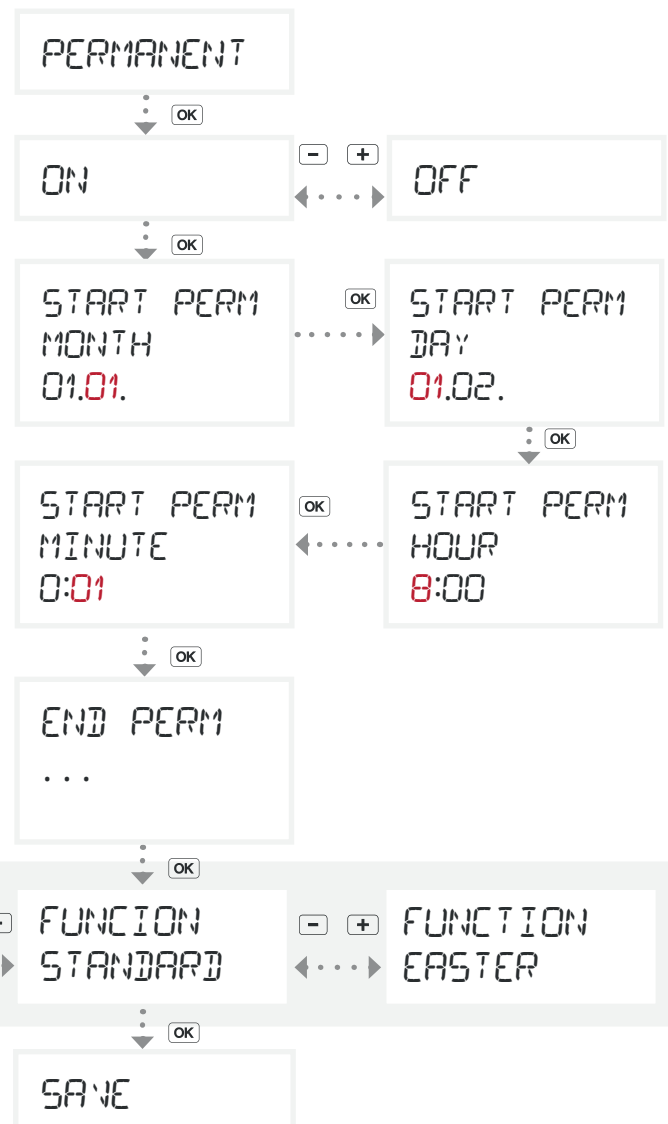 PERMANENT
OK
- +
ON
OFF
OK
START PERM
MONTH
01.01.
OK
START PERM
DAY
01.02.
OK
START PERM
HOUR
8:00
OK
START PERM
MINUTE
0:01
OK
END PERM
...
OK
FUNCION
STANDARD
- +
FUNCTION
EASTER
OK
SAVE